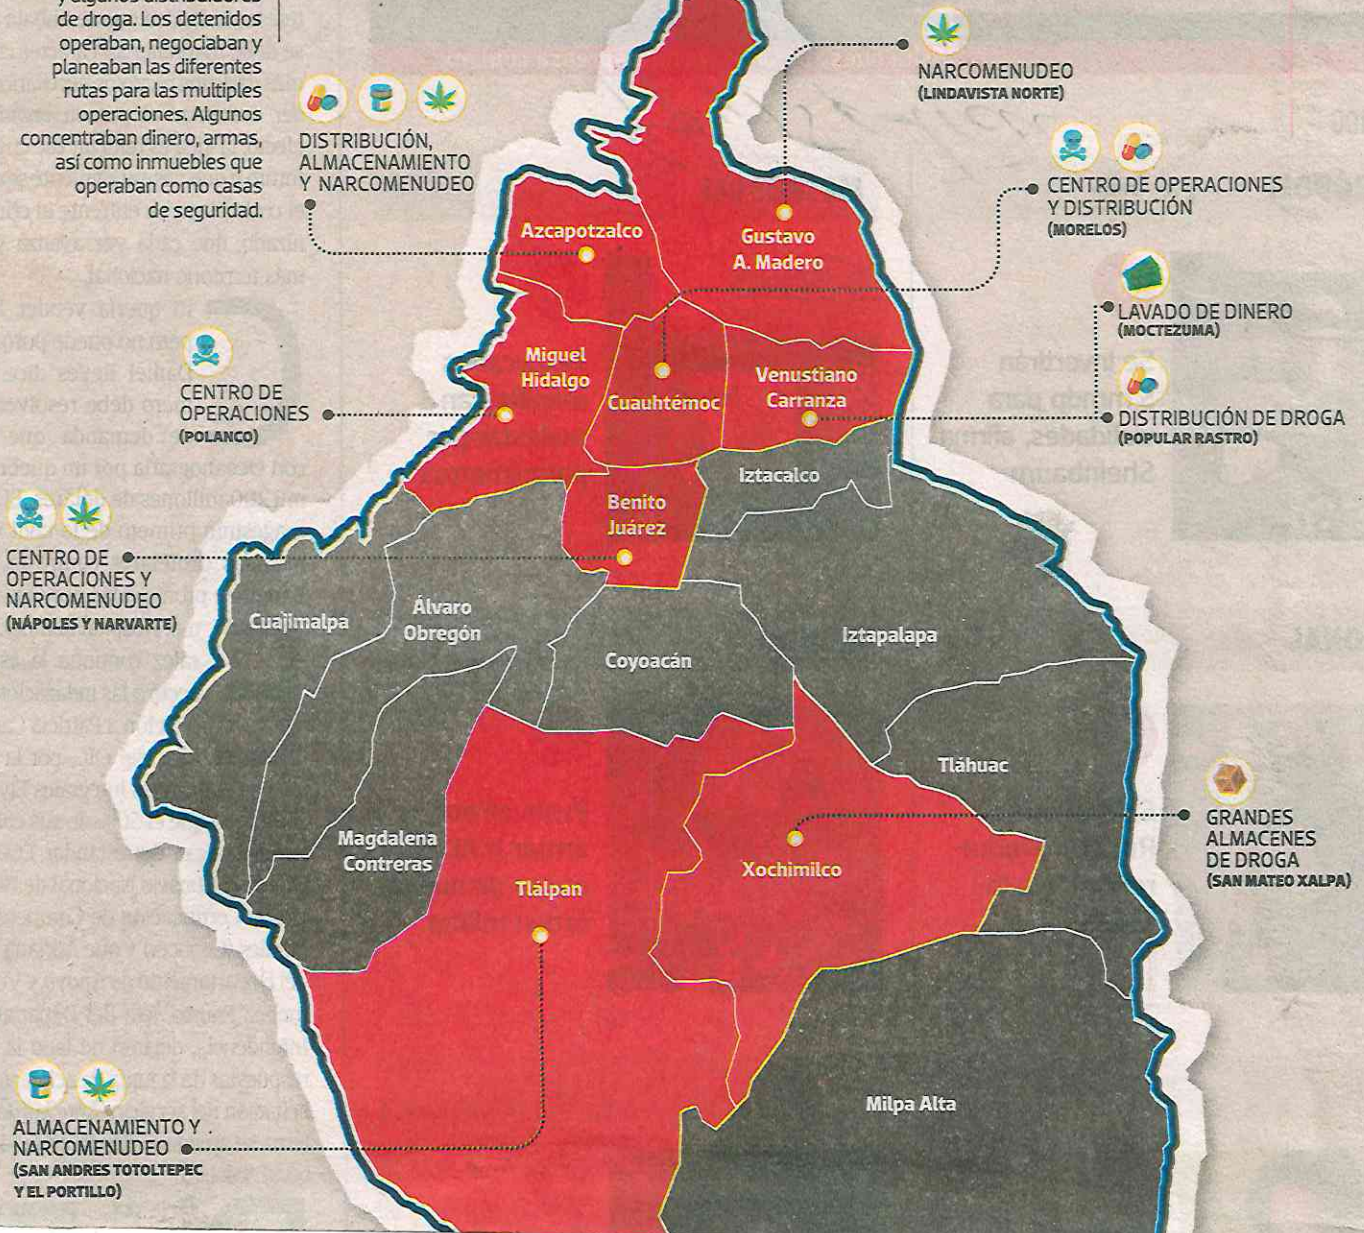 y algunos distribuidores
de droga. Los detenidos
operaban, negociaban y
planeaban las diferentes
rutas para las multiples
operaciones. Algunos
concentraban dinero, armas,
así como inmuebles que
operaban como casas
de seguridad.
DISTRIBUCIÓN,
ALMACENAMIENTO
Y NARCOMENUDEO
NARCOMENUDEO
(LINDAVISTA NORTE)
CENTRO DE OPERACIONES
Y DISTRIBUCIÓN
(MORELOS)
LAVADO DE DINERO
(MOCTEZUMA)
DISTRIBUCIÓN DE DROGA
(POPULAR RASTRO)
CENTRO DE
OPERACIONES
(POLANCO)
CENTRO DE
OPERACIONES Y
NARCOMENUDEO
(NÁPOLES Y NARVARTE)
Azcapotzalco
Gustavo
A. Madero
Miguel
Hidalgo
Cuauhtémoc
Venustiano
Carranza
Iztacalco
Benito
Juárez
Cuajimalpa
Álvaro
Obregón
Coyoacán
Iztapalapa
Tláhuac
Magdalena
Contreras
Tlálpan
Xochimilco
Milpa Alta
GRANDES
ALMACENES
DE DROGA
(SAN MATEO XALPA)
ALMACENAMIENTO Y
NARCOMENUDEO
(SAN ANDRES TOTOLTEPEC
Y EL PORTILLO)